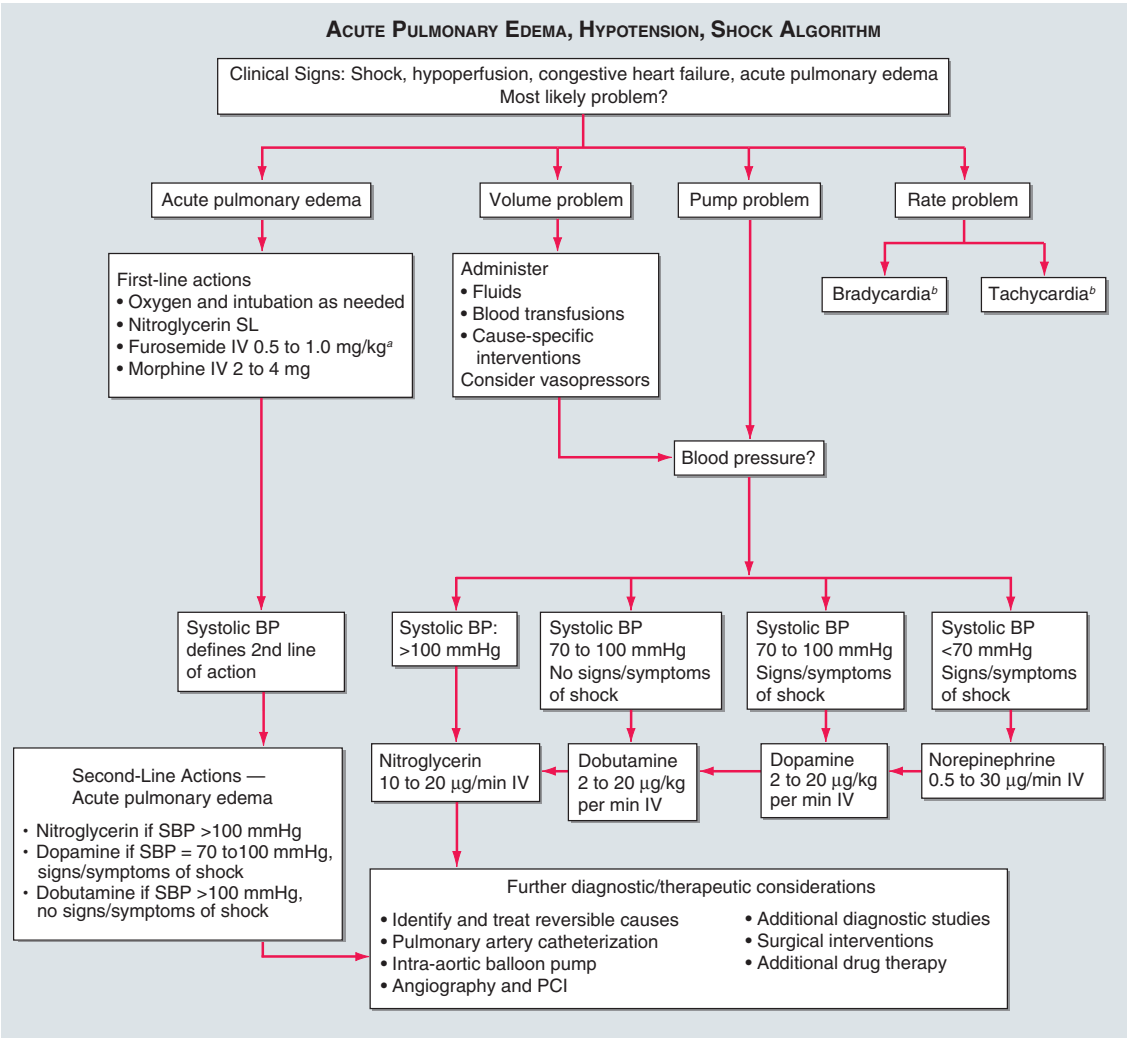 ACUTE PULMONARY EDEMA, HYPOTENSION, SHOCK ALGORITHM
Clinical Signs: Shock, hypoperfusion, congestive heart failure, acute pulmonary edema
Most likely problem?
Acute pulmonary edema
Volume problem
Pump problem
Rate problem
First-line actions
• Oxygen and intubation as needed
• Nitroglycerin SL
• Furosemide IV 0.5 to 1.0 mg/kgᵃ
• Morphine IV 2 to 4 mg
Administer
• Fluids
• Blood transfusions
• Cause-specific
interventions
Consider vasopressors
Bradycardiaᵇ
Tachycardiaᵇ
Blood pressure?
Systolic BP
defines 2nd line
of action
Systolic BP:
>100 mmHg
Systolic BP
70 to 100 mmHg
No signs/symptoms
of shock
Systolic BP
70 to 100 mmHg
Signs/symptoms
of shock
Systolic BP
<70 mmHg
Signs/symptoms
of shock
Second-Line Actions —
Acute pulmonary edema
• Nitroglycerin if SBP >100 mmHg
• Dopamine if SBP = 70 to100 mmHg,
signs/symptoms of shock
• Dobutamine if SBP >100 mmHg,
no signs/symptoms of shock
Nitroglycerin
10 to 20 μg/min IV
Dobutamine
2 to 20 μg/kg
per min IV
Dopamine
2 to 20 μg/kg
per min IV
Norepinephrine
0.5 to 30 μg/min IV
Further diagnostic/therapeutic considerations
• Identify and treat reversible causes
• Pulmonary artery catheterization
• Intra-aortic balloon pump
• Angiography and PCI
• Additional diagnostic studies
• Surgical interventions
• Additional drug therapy